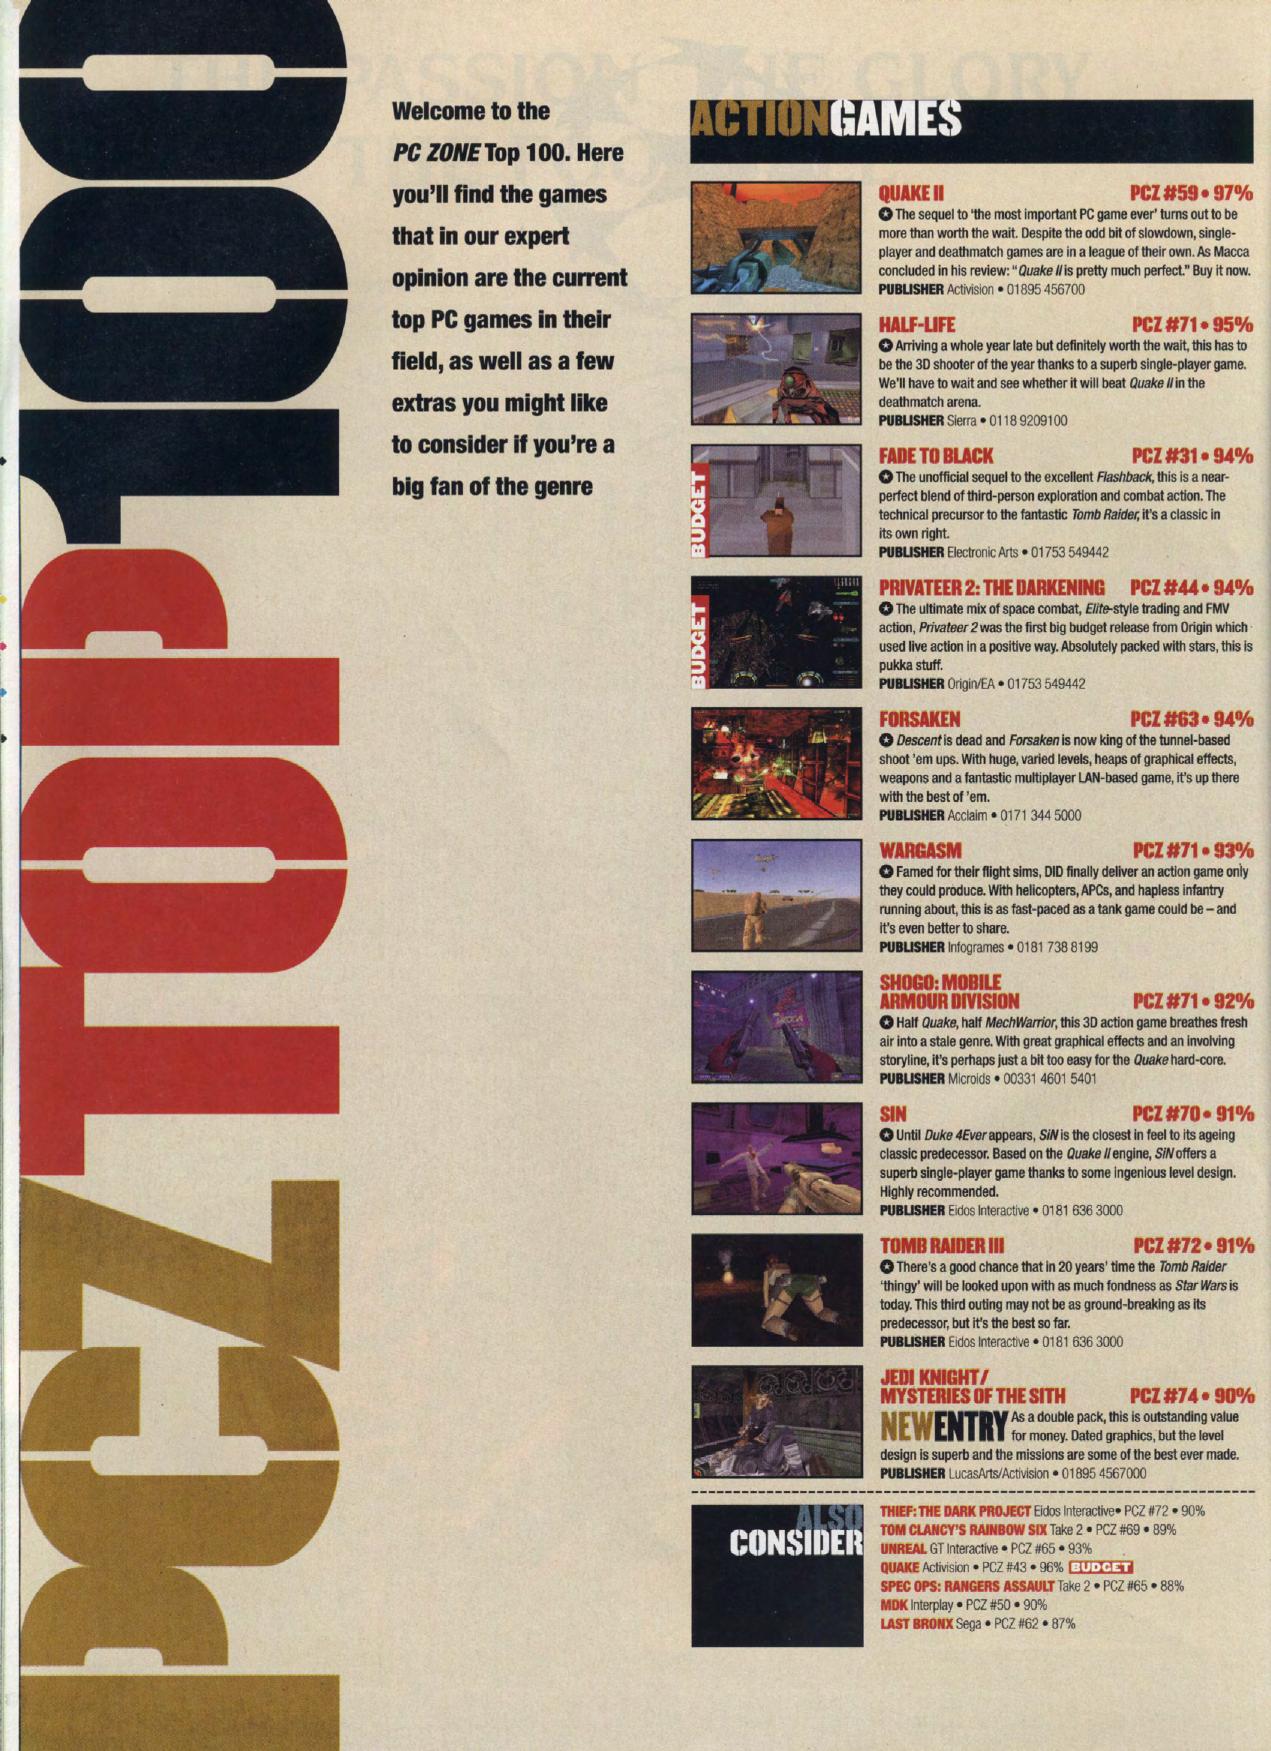 PCZ TOP 100
Welcome to the
PC ZONE Top 100. Here
you'll find the games
that in our expert
opinion are the current
top PC games in their
field, as well as a few
extras you might like
to consider if you're a
big fan of the genre
ACTIONGAMES
QUAKE II PCZ #59 • 97%
The sequel to 'the most important PC game ever' turns out to be
more than worth the wait. Despite the odd bit of slowdown, single-
player and deathmatch games are in a league of their own. As Macca
concluded in his review: "Quake II is pretty much perfect." Buy it now.
PUBLISHER Activision • 01895 456700
HALF-LIFE PCZ #71 • 95%
Arriving a whole year late but definitely worth the wait, this has to
be the 3D shooter of the year thanks to a superb single-player game.
We'll have to wait and see whether it will beat Quake II in the
deathmatch arena.
PUBLISHER Sierra • 0118 9209100
BUDGET
FADE TO BLACK PCZ #31 • 94%
The unofficial sequel to the excellent Flashback, this is a near-
perfect blend of third-person exploration and combat action. The
technical precursor to the fantastic Tomb Raider, it's a classic in
its own right.
PUBLISHER Electronic Arts • 01753 549442
BUDGET
PRIVATEER 2: THE DARKENING PCZ #44 • 94%
The ultimate mix of space combat, Elite-style trading and FMV
action, Privateer 2 was the first big budget release from Origin which
used live action in a positive way. Absolutely packed with stars, this is
pukka stuff.
PUBLISHER Origin/EA • 01753 549442
FORSAKEN PCZ #63 • 94%
Descent is dead and Forsaken is now king of the tunnel-based
shoot 'em ups. With huge, varied levels, heaps of graphical effects,
weapons and a fantastic multiplayer LAN-based game, it's up there
with the best of 'em.
PUBLISHER Acclaim • 0171 344 5000
WARGASM PCZ #71 • 93%
Famed for their flight sims, DID finally deliver an action game only
they could produce. With helicopters, APCs, and hapless infantry
running about, this is as fast-paced as a tank game could be – and
it's even better to share.
PUBLISHER Infogrames • 0181 738 8199
SHOGO: MOBILE
ARMOUR DIVISION PCZ #71 • 92%
Half Quake, half MechWarrior, this 3D action game breathes fresh
air into a stale genre. With great graphical effects and an involving
storyline, it's perhaps just a bit too easy for the Quake hard-core.
PUBLISHER Microids • 00331 4601 5401
SIN PCZ #70 • 91%
Until Duke 4Ever appears, SiN is the closest in feel to its ageing
classic predecessor. Based on the Quake II engine, SiN offers a
superb single-player game thanks to some ingenious level design.
Highly recommended.
PUBLISHER Eidos Interactive • 0181 636 3000
TOMB RAIDER III PCZ #72 • 91%
There's a good chance that in 20 years' time the Tomb Raider
'thingy' will be looked upon with as much fondness as Star Wars is
today. This third outing may not be as ground-breaking as its
predecessor, but it's the best so far.
PUBLISHER Eidos Interactive • 0181 636 3000
JEDI KNIGHT/
MYSTERIES OF THE SITH PCZ #74 • 90%
NEWENTRY As a double pack, this is outstanding value
for money. Dated graphics, but the level
design is superb and the missions are some of the best ever made.
PUBLISHER LucasArts/Activision • 01895 4567000
ALSO
CONSIDER
THIEF: THE DARK PROJECT Eidos Interactive• PCZ #72 • 90%
TOM CLANCY'S RAINBOW SIX Take 2 • PCZ #69 • 89%
UNREAL GT Interactive • PCZ #65 • 93%
QUAKE Activision • PCZ #43 • 96% BUDGET
SPEC OPS: RANGERS ASSAULT Take 2 • PCZ #65 • 88%
MDK Interplay • PCZ #50 • 90%
LAST BRONX Sega • PCZ #62 • 87%